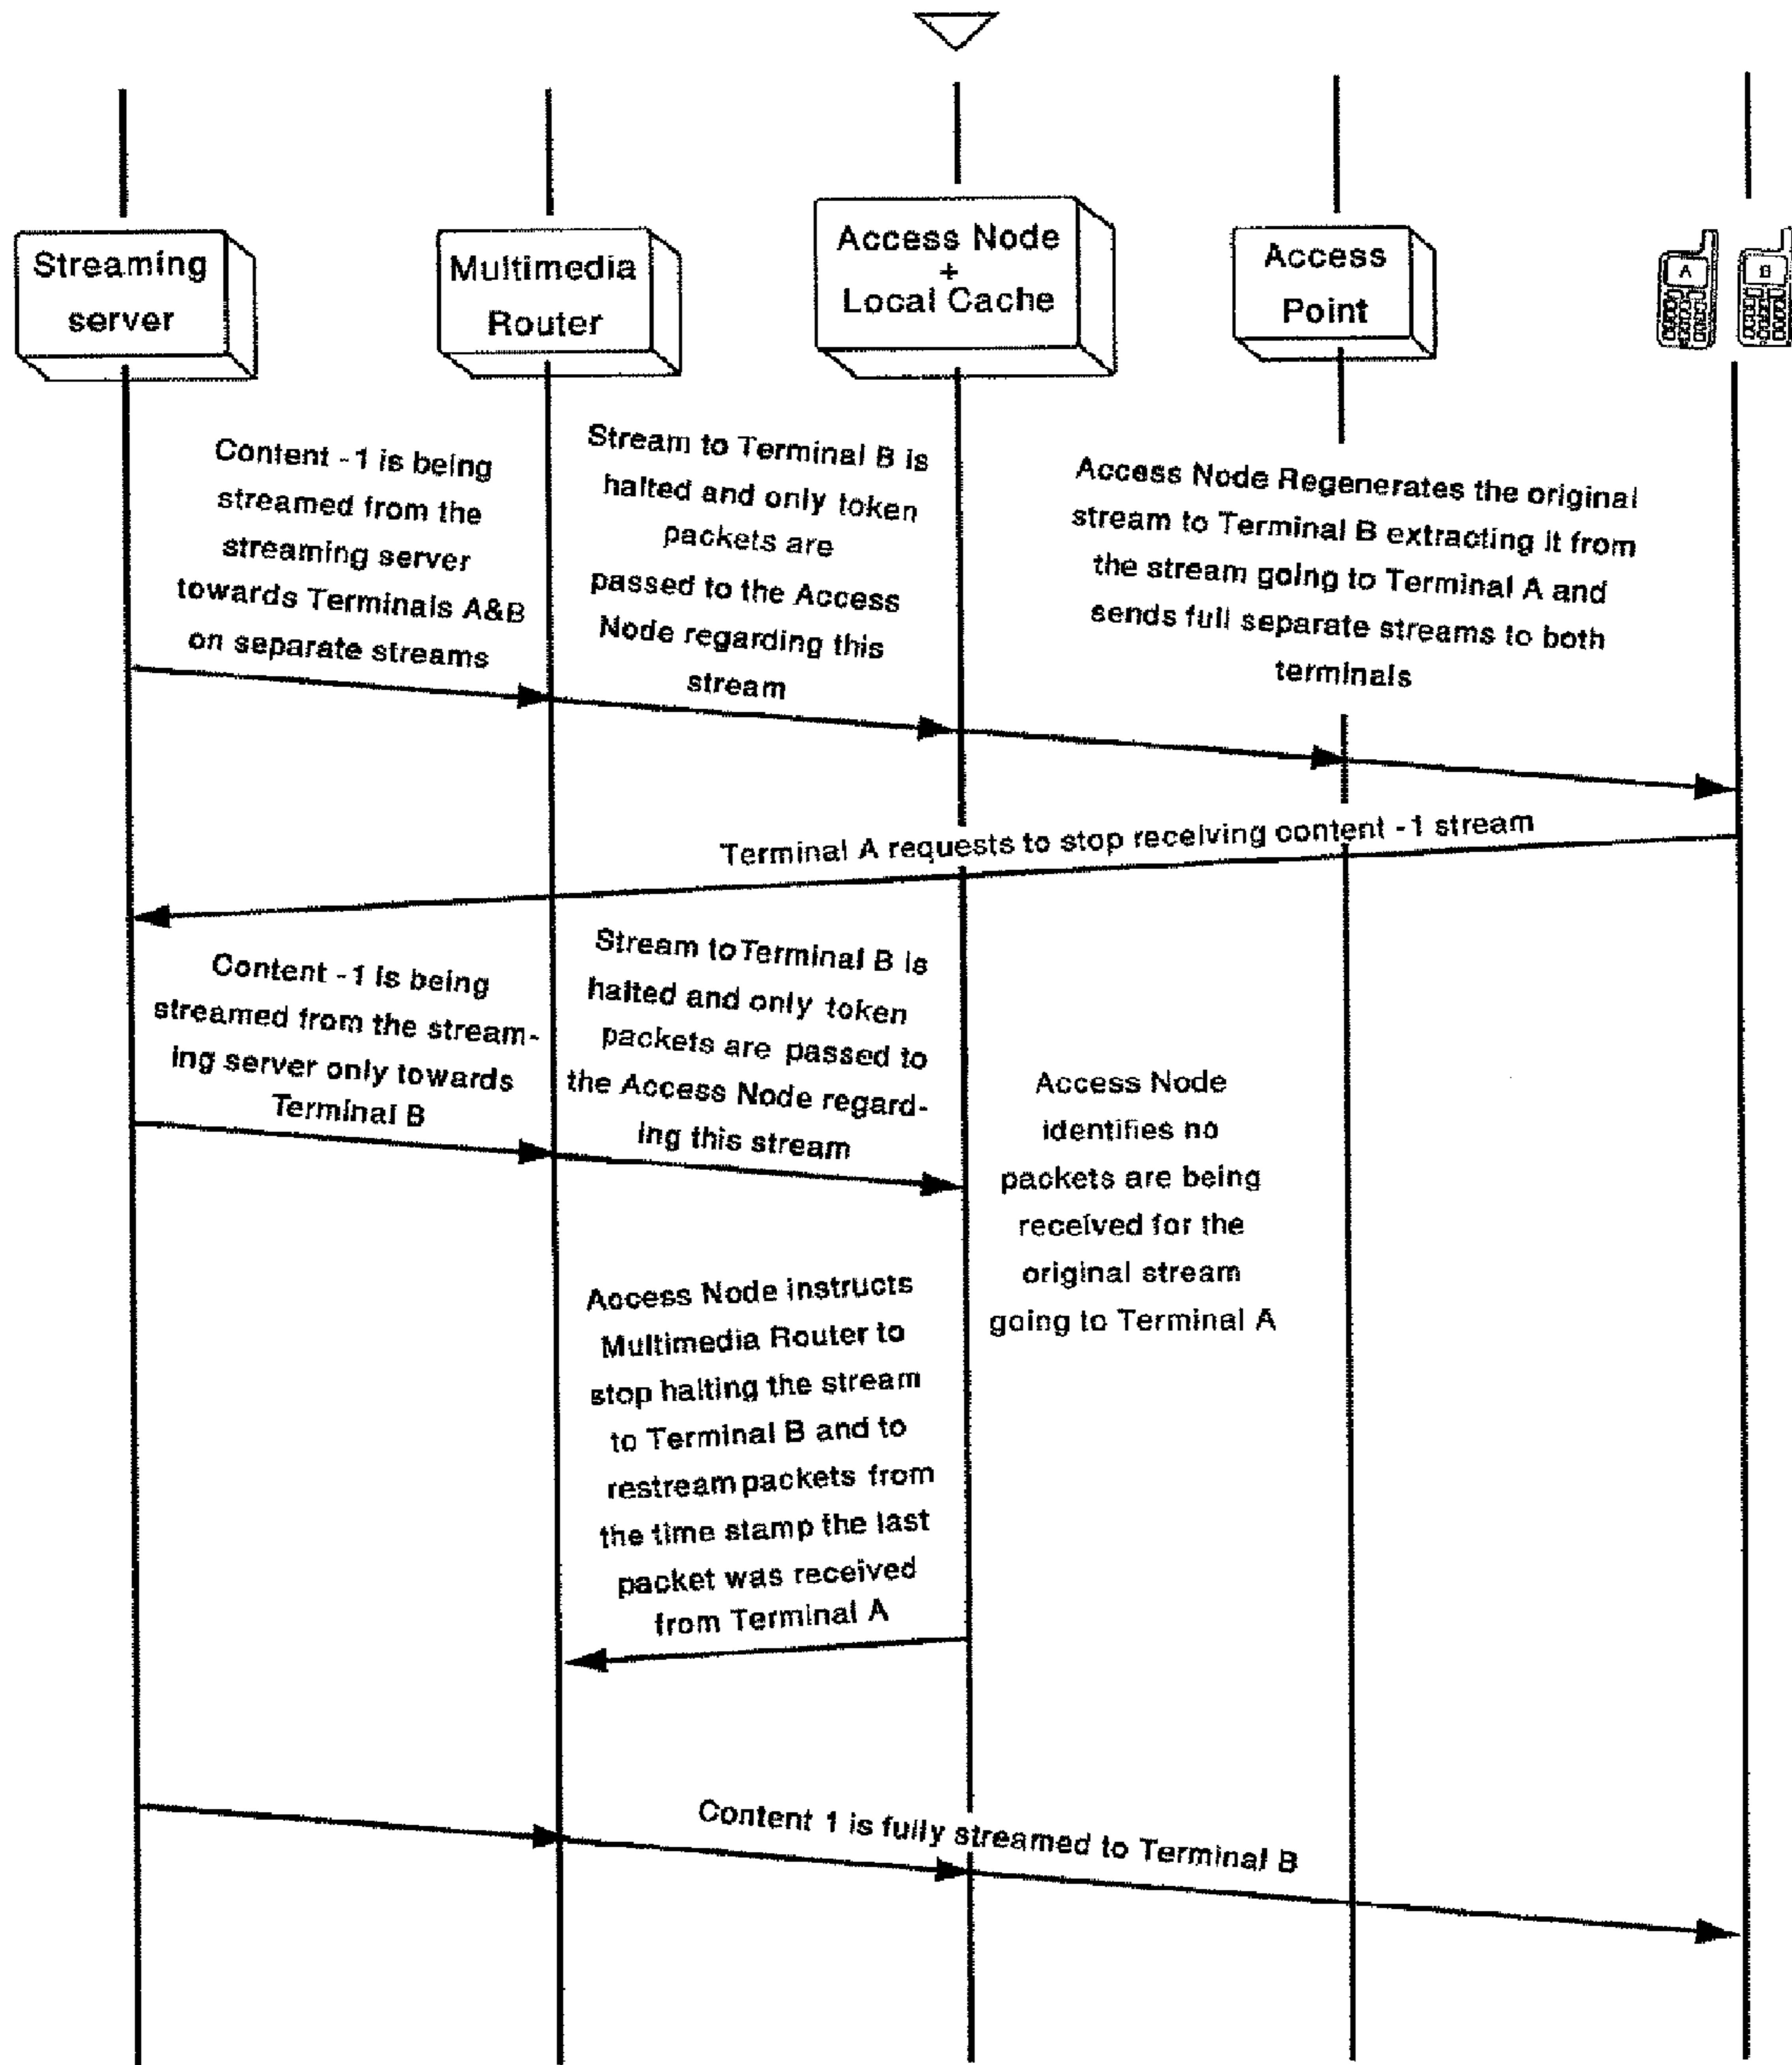 Streaming
server
Multimedia
Router
Access Node
+
Local Cache
Access
Point
A
B
Content -1 is being
streamed from the
streaming server
towards Terminals A&B
on separate streams
Stream to Terminal B is
halted and only token
packets are
passed to the Access
Node regarding this
stream
Access Node Regenerates the original
stream to Terminal B extracting it from
the stream going to Terminal A and
sends full separate streams to both
terminals
Terminal A requests to stop receiving content -1 stream
Content -1 is being
streamed from the stream-
ing server only towards
Terminal B
Stream to Terminal B is
halted and only token
packets are passed to
the Access Node regard-
ing this stream
Access Node
identifies no
packets are being
received for the
original stream
going to Terminal A
Access Node instructs
Multimedia Router to
stop halting the stream
to Terminal B and to
restream packets from
the time stamp the last
packet was received
from Terminal A
Content 1 is fully streamed to Terminal B